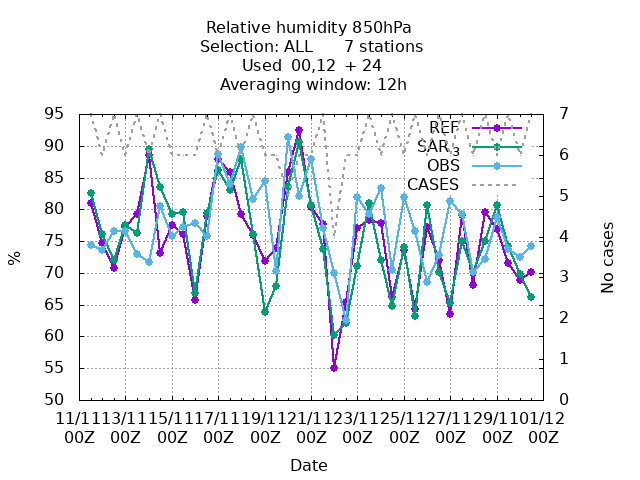 Relative humidity 850hPa
Selection: ALL 7 stations
Used 00,12 + 24
Averaging window: 12h
95 7
REF
90
SAR3
6
OBS
85
CASES
5
80
75 4
70
3
65
2
60
1
55
50 0
%
No cases
11/11 13/11 15/11 17/11 19/11 21/11 23/11 25/11 27/11 29/11 01/12
00Z 00Z 00Z 00Z 00Z 00Z 00Z 00Z 00Z 00Z 00Z
Date